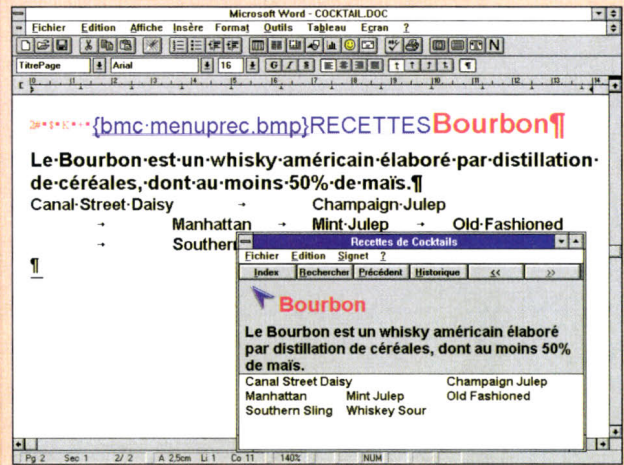 Microsoft Word - COCKTAIL.DOC
Fichier Edition Affiche Insère Format Outils Tableau Ecran ?
TitrePage Arial 16 G I S
{bmc·menuprec.bmp}RECETTESBourbon¶
Le·Bourbon·est·un·whisky·américain·élaboré·par·distillation·
de·céréales,·dont·au·moins·50%·de·maïs.¶
Canal·Street·Daisy → Champaign·Julep
→ Manhattan → Mint·Julep → Old·Fashioned
→ Southern
¶
Recettes de Cocktails
Fichier Edition Signet ?
Index Rechercher Précédent Historique << >>
Bourbon
Le Bourbon est un whisky américain élaboré
par distillation de céréales, dont au moins 50%
de maïs.
Canal Street Daisy Champaign Julep
Manhattan Mint Julep Old Fashioned
Southern Sling Whiskey Sour
Pg 2 Sec 1 2/ 2 A 2,5cm Li 1 Co 11 140% NUM